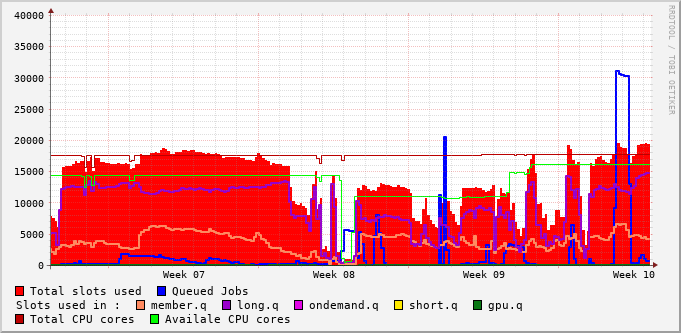 40000
35000
30000
25000
20000
15000
10000
5000
0
Week 07 Week 08 Week 09 Week 10
RRDTOOL / TOBI OETIKER
Total slots used Queued Jobs
Slots used in : member.q long.q ondemand.q short.q gpu.q
Total CPU cores Availale CPU cores